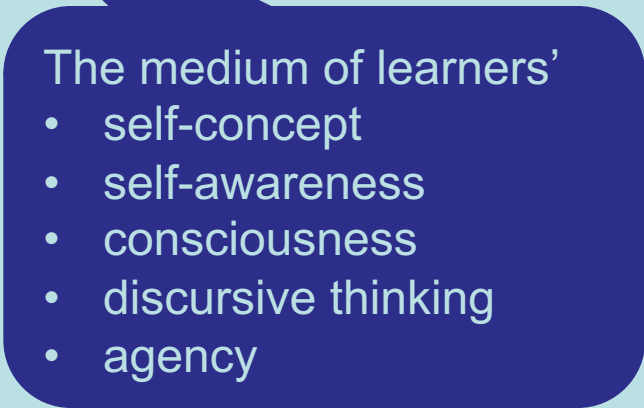 The medium of learners’
• self-concept
• self-awareness
• consciousness
• discursive thinking
• agency